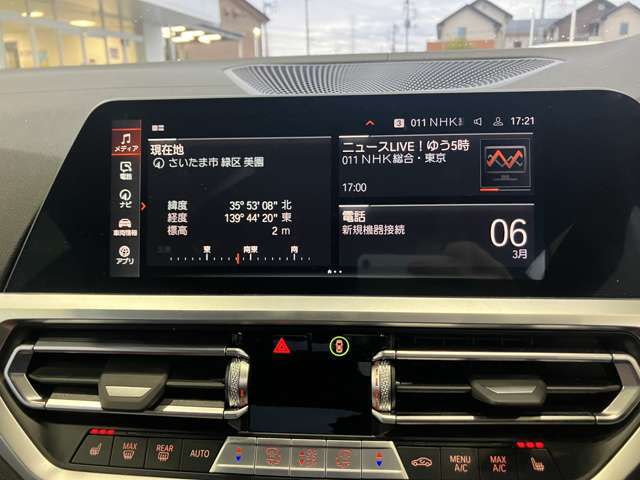 3 011 NHK 17:21
メディア
電話
ナビ
車両情報
アプリ
現在地
さいたま市 緑区 美園
緯度 35° 53' 08" 北
経度 139° 44' 20" 東
標高 2 m
東 南東 南
ニュースLIVE！ゆう5時
011 NHK総合・東京
17:00
電話
新規機器接続
06
3月
MAX
REAR
AUTO
MENU
A/C
MAX
A/C